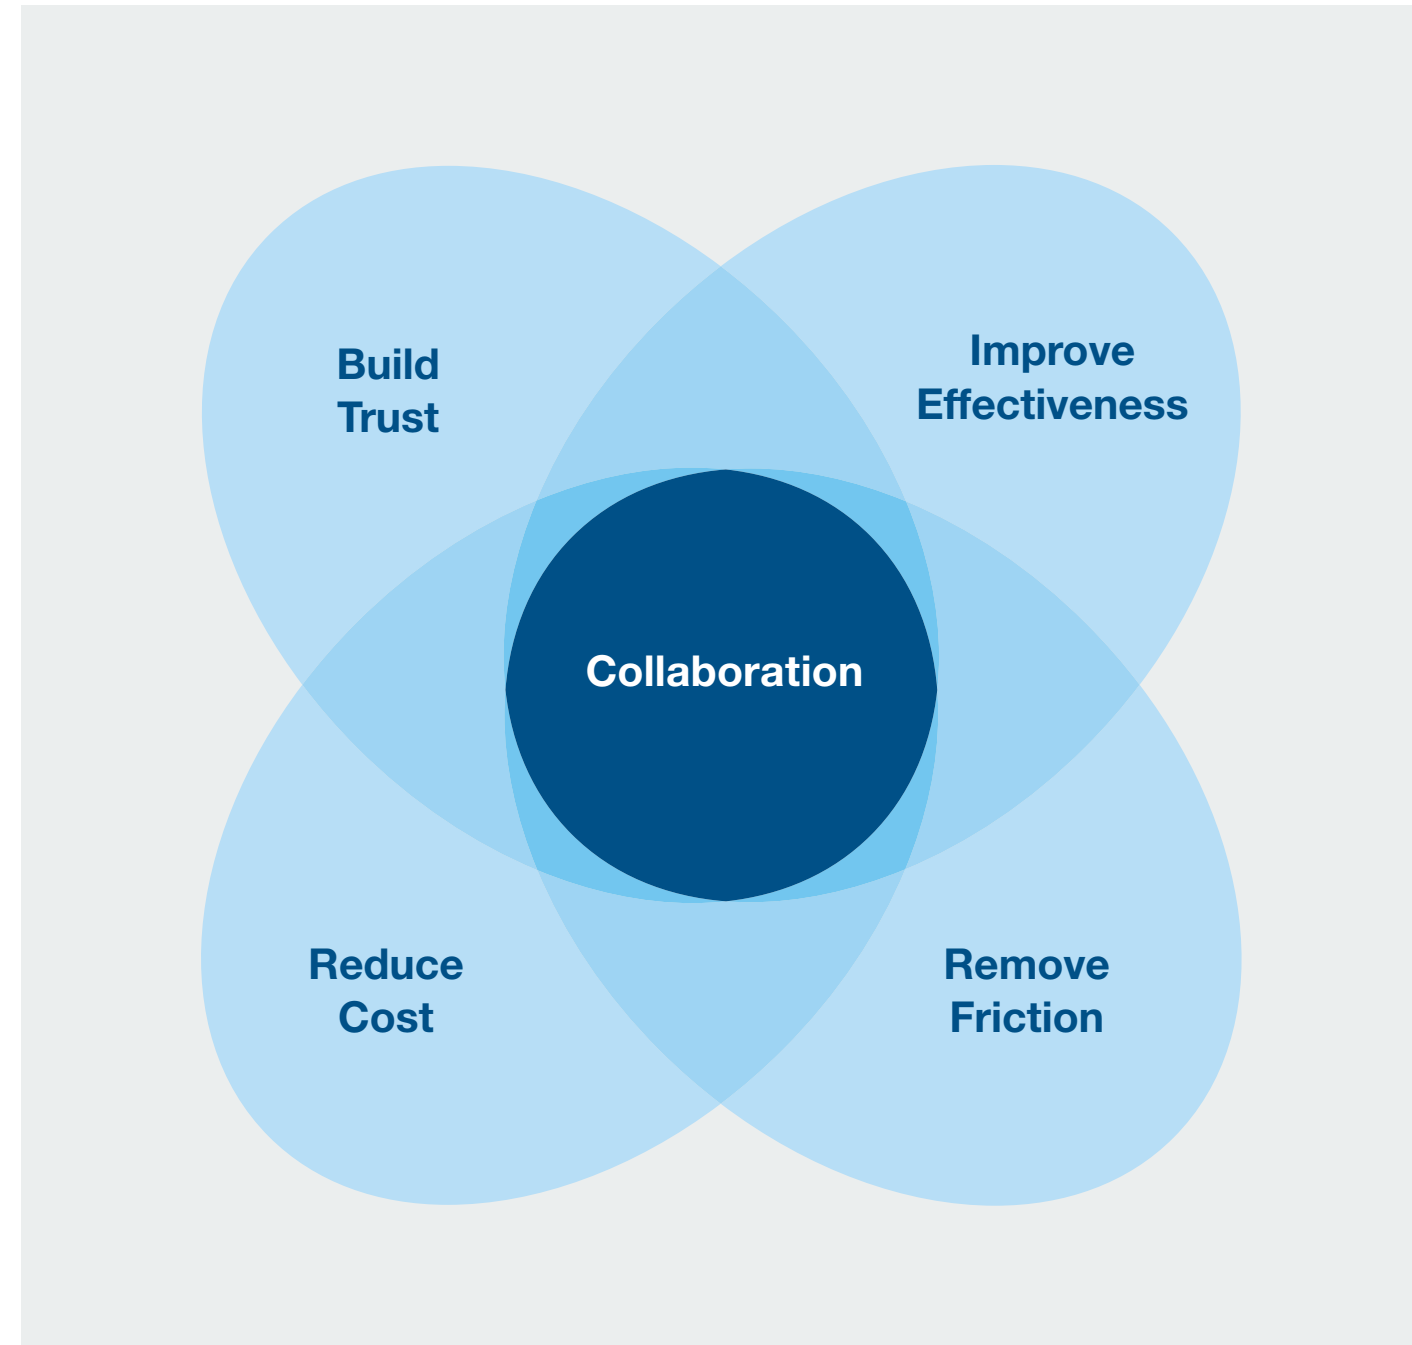 Build
Trust
Improve
Effectiveness
Collaboration
Reduce
Cost
Remove
Friction